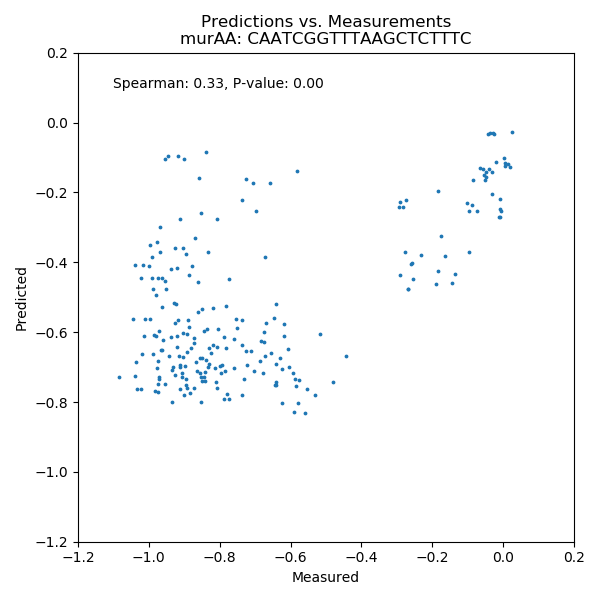 Predictions vs. Measurements
murAA: CAATCGGTTTAAGCTCTTTC
Spearman: 0.33, P-value: 0.00
0.2
0.0
−0.2
−0.4
−0.6
−0.8
−1.0
−1.2
Predicted
−1.2 −1.0 −0.8 −0.6 −0.4 −0.2 0.0 0.2
Measured